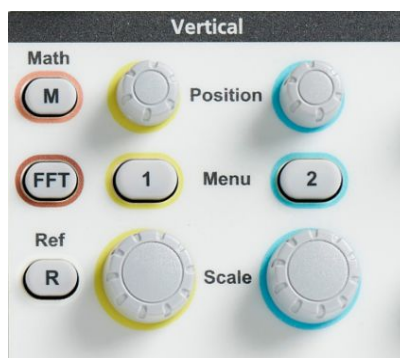 Vertical
Math
M
Position
FFT
1
Menu
2
Ref
R
Scale